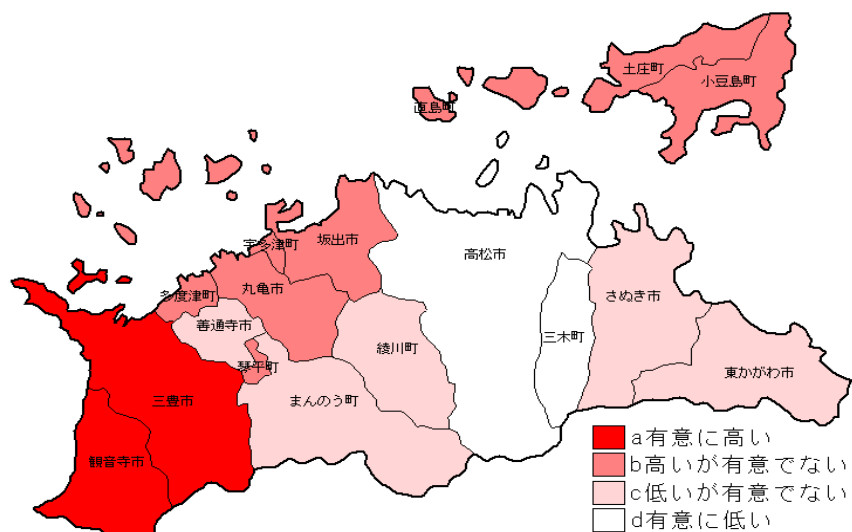 土庄町
小豆島町
直島町
宇多津町
坂出市
高松市
多度津町
丸亀市
さぬき市
善通寺市
三木町
綾川町
琴平町
東かがわ市
三豊市
まんのう町
観音寺市
a有意に高い
b高いが有意でない
c低いが有意でない
d有意に低い